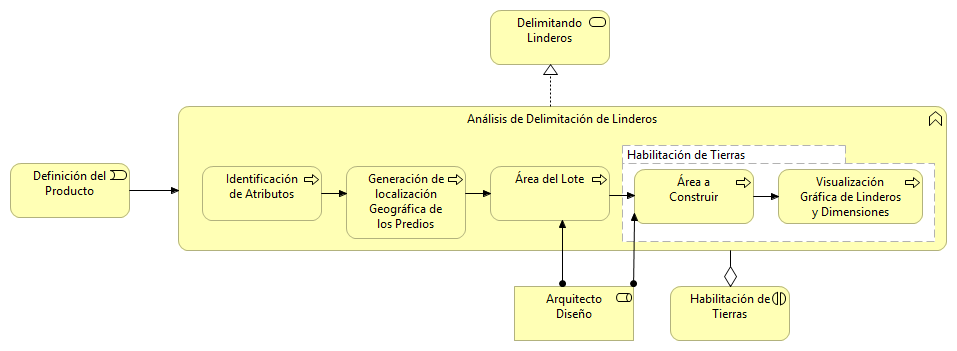 Delimitando
Linderos
Análisis de Delimitación de Linderos
Definición del
Producto
Identificación
de Atributos
Generación de
localización
Geográfica de
los Predios
Área del Lote
Habilitación de Tierras
Área a
Construir
Visualización
Gráfica de Linderos
y Dimensiones
Arquitecto
Diseño
Habilitación de
Tierras